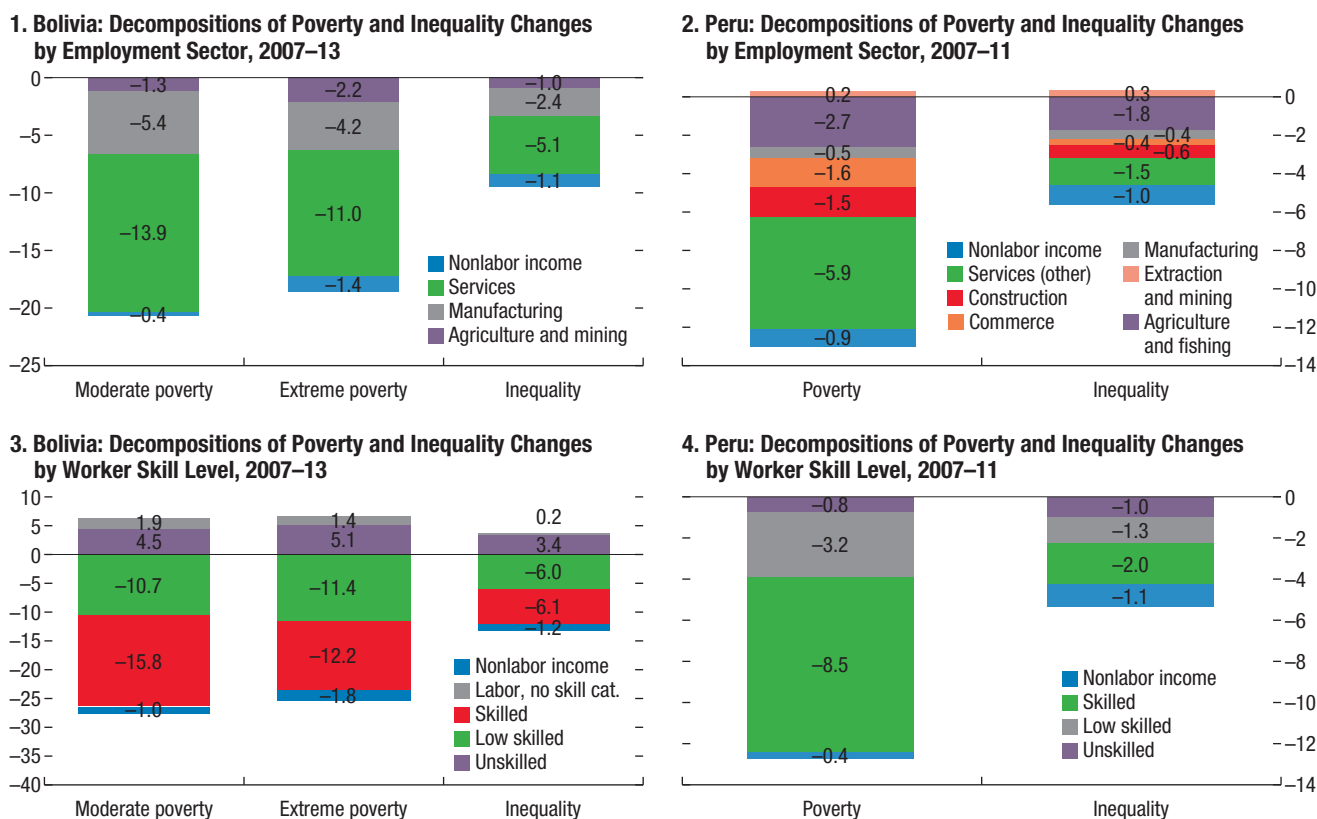 1. Bolivia: Decompositions of Poverty and Inequality Changes
by Employment Sector, 2007–13
0
–5
–10
–15
–20
–25
–1.3
–5.4
–13.9
–0.4
–2.2
–4.2
–11.0
–1.4
–1.0
–2.4
–5.1
–1.1
Nonlabor income
Services
Manufacturing
Agriculture and mining
Moderate poverty
Extreme poverty
Inequality
2. Peru: Decompositions of Poverty and Inequality Changes
by Employment Sector, 2007–11
0.2
–2.7
–0.5
–1.6
–1.5
–5.9
–0.9
0.3
–1.8
–0.4
–0.4
–0.6
–1.5
–1.0
0
–2
–4
–6
–8
–10
–12
–14
Nonlabor income
Services (other)
Construction
Commerce
Manufacturing
Extraction
and mining
Agriculture
and fishing
Poverty
Inequality
3. Bolivia: Decompositions of Poverty and Inequality Changes
by Worker Skill Level, 2007–13
10
5
0
–5
–10
–15
–20
–25
–30
–35
–40
1.9
4.5
–10.7
–15.8
–1.0
1.4
5.1
–11.4
–12.2
–1.8
0.2
3.4
–6.0
–6.1
–1.2
Nonlabor income
Labor, no skill cat.
Skilled
Low skilled
Unskilled
Moderate poverty
Extreme poverty
Inequality
4. Peru: Decompositions of Poverty and Inequality Changes
by Worker Skill Level, 2007–11
–0.8
–3.2
–8.5
–0.4
–1.0
–1.3
–2.0
–1.1
0
–2
–4
–6
–8
–10
–12
–14
Nonlabor income
Skilled
Low skilled
Unskilled
Poverty
Inequality